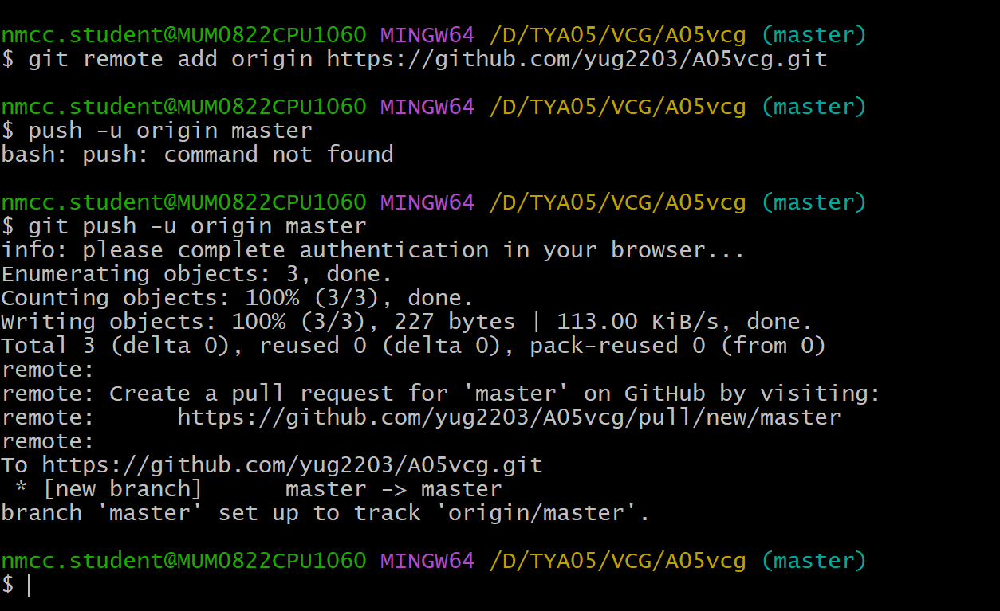 nmcc.student@MUM0822CPU1060 MINGW64 /D/TYA05/VCG/A05vcg (master)
$ git remote add origin https://github.com/yug2203/A05vcg.git
nmcc.student@MUM0822CPU1060 MINGW64 /D/TYA05/VCG/A05vcg (master)
$ push -u origin master
bash: push: command not found
nmcc.student@MUM0822CPU1060 MINGW64 /D/TYA05/VCG/A05vcg (master)
$ git push -u origin master
info: please complete authentication in your browser...
Enumerating objects: 3, done.
Counting objects: 100% (3/3), done.
Writing objects: 100% (3/3), 227 bytes | 113.00 KiB/s, done.
Total 3 (delta 0), reused 0 (delta 0), pack-reused 0 (from 0)
remote:
remote: Create a pull request for 'master' on GitHub by visiting:
remote:      https://github.com/yug2203/A05vcg/pull/new/master
remote:
To https://github.com/yug2203/A05vcg.git
 * [new branch]      master -> master
branch 'master' set up to track 'origin/master'.
nmcc.student@MUM0822CPU1060 MINGW64 /D/TYA05/VCG/A05vcg (master)
$